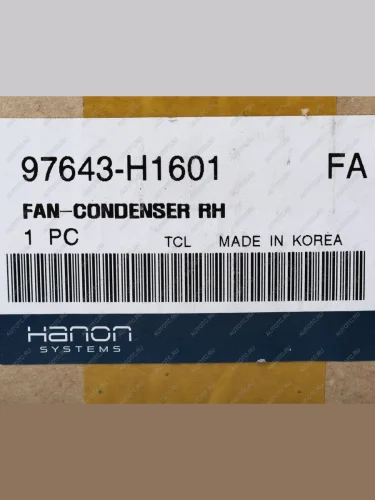 97643-H1601 FA
FAN-CONDENSER RH
1 PC TCL MADE IN KOREA
Hanon
SYSTEMS